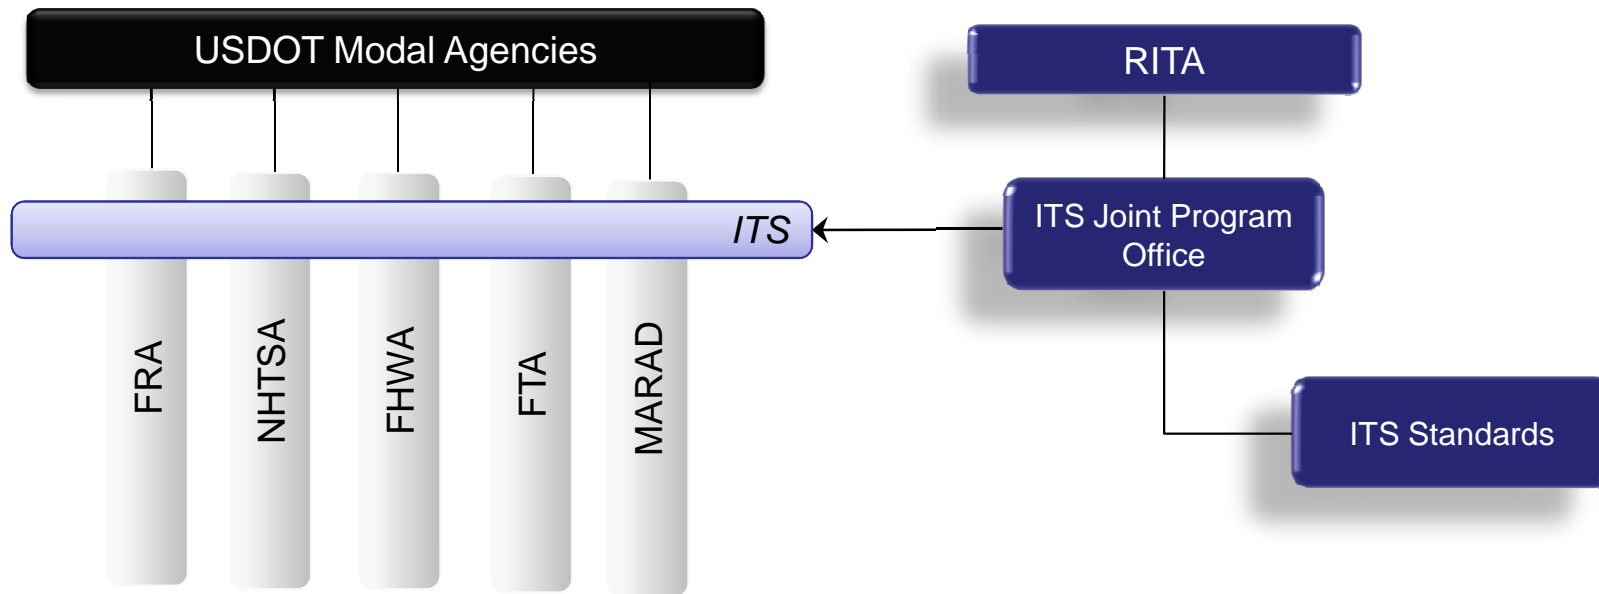 USDOT Modal Agencies
RITA
ITS Joint Program
Office
ITS
FRA
NHTSA
FHWA
FTA
MARAD
ITS Standards